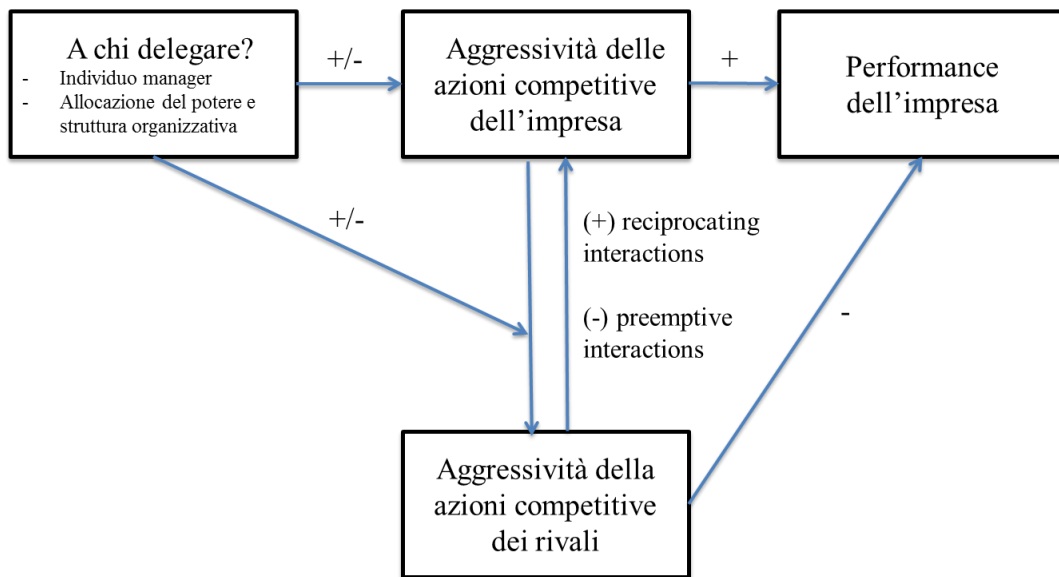 A chi delegare?
- Individuo manager
- Allocazione del potere e
struttura organizzativa
+/-
Aggressività delle
azioni competitive
dell'impresa
+
Performance
dell'impresa
+/-
(+) reciprocating
interactions
(-) preemptive
interactions
-
Aggressività della
azioni competitive
dei rivali